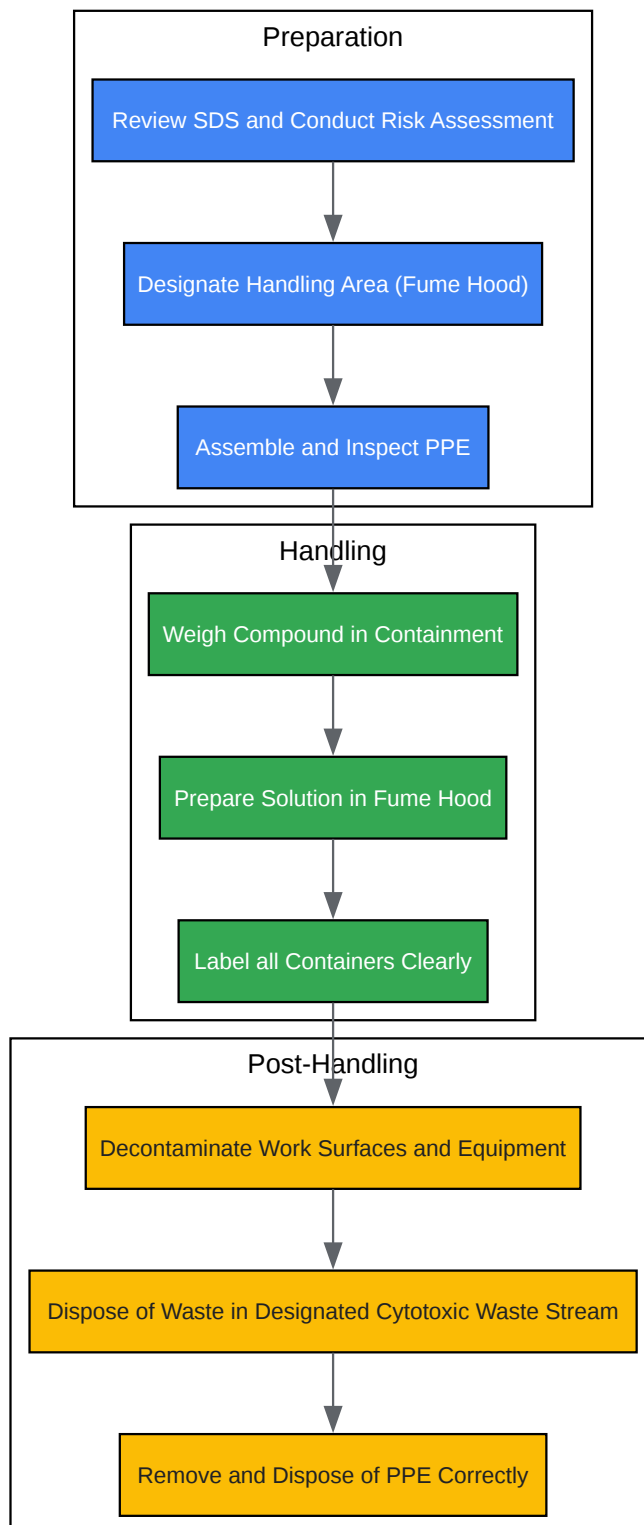 Preparation
Review SDS and Conduct Risk Assessment
Designate Handling Area (Fume Hood)
Assemble and Inspect PPE
Handling
Weigh Compound in Containment
Prepare Solution in Fume Hood
Label all Containers Clearly
Post-Handling
Decontaminate Work Surfaces and Equipment
Dispose of Waste in Designated Cytotoxic Waste Stream
Remove and Dispose of PPE Correctly